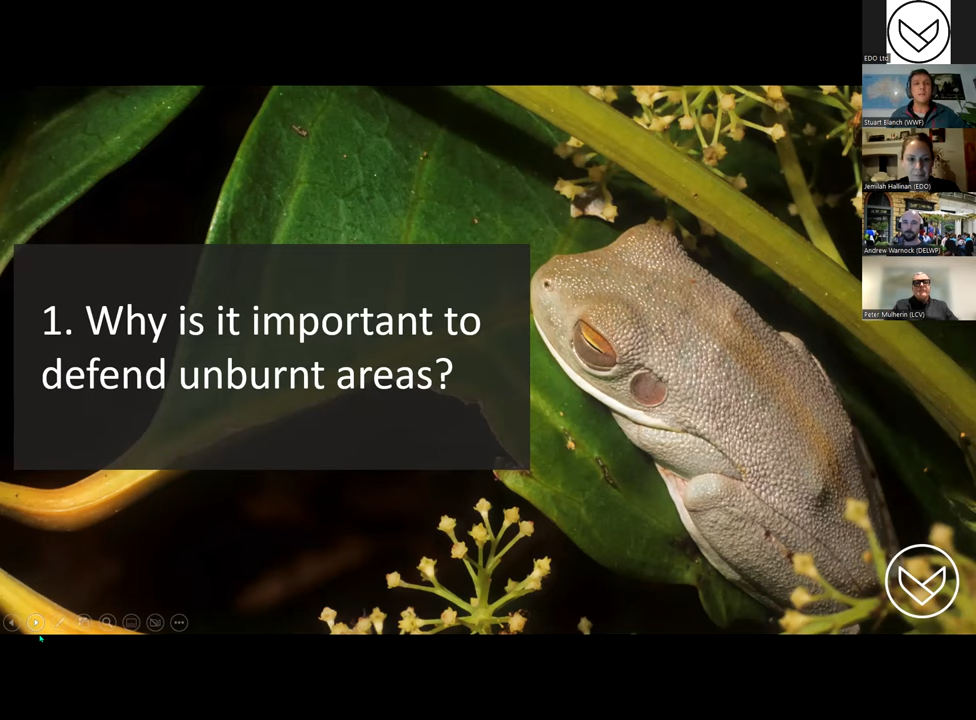 1. Why is it important to
defend unburnt areas?
EDO Ltd
Stuart Blanch (WWF)
Jemilah Hallinan (EDO)
Andrew Warnock (DELWP)
Peter Mulherin (LCV)